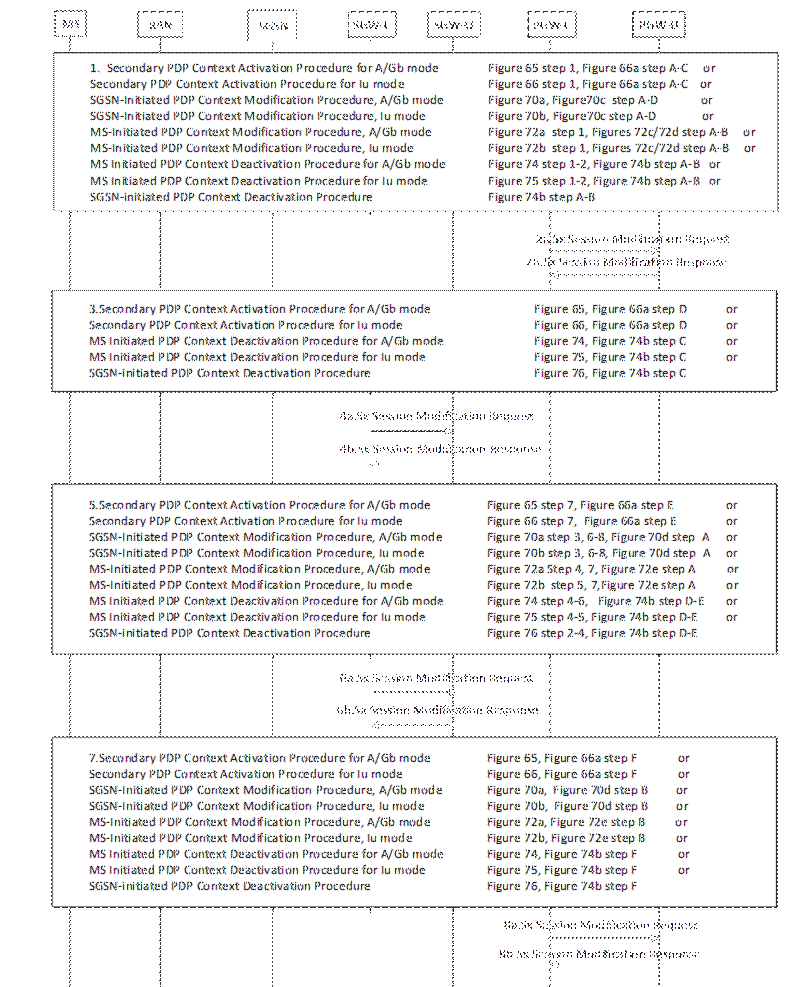 MS RAN SGSN SGW-C SGW-U PGW-C PGW-U
1. Secondary PDP Context Activation Procedure for A/Gb mode Figure 65 step 1, Figure 66a step A-C or
Secondary PDP Context Activation Procedure for Iu mode Figure 66 step 1, Figure 66a step A-C or
SGSN-Initiated PDP Context Modification Procedure, A/Gb mode Figure 70a, Figure70c step A-D or
SGSN-Initiated PDP Context Modification Procedure, Iu mode Figure 70b, Figure70c step A-D or
MS-Initiated PDP Context Modification Procedure, A/Gb mode Figure 72a step 1, Figures 72c/72d step A-B or
MS-Initiated PDP Context Modification Procedure, Iu mode Figure 72b step 1, Figures 72c/72d step A-B or
MS Initiated PDP Context Deactivation Procedure for A/Gb mode Figure 74 step 1-2, Figure 74b step A-B or
MS Initiated PDP Context Deactivation Procedure for Iu mode Figure 75 step 1-2, Figure 74b step A-B or
SGSN-initiated PDP Context Deactivation Procedure Figure 74b step A-B
2a.Sx Session Modification Request
2b.Sx Session Modification Response
3.Secondary PDP Context Activation Procedure for A/Gb mode Figure 65, Figure 66a step D or
Secondary PDP Context Activation Procedure for Iu mode Figure 66, Figure 66a step D or
MS Initiated PDP Context Deactivation Procedure for A/Gb mode Figure 74, Figure 74b step C or
MS Initiated PDP Context Deactivation Procedure for Iu mode Figure 75, Figure 74b step C or
SGSN-initiated PDP Context Deactivation Procedure Figure 76, Figure 74b step C
4a.Sx Session Modification Request
4b.Sx Session Modification Response
5.Secondary PDP Context Activation Procedure for A/Gb mode Figure 65 step 7, Figure 66a step E or
Secondary PDP Context Activation Procedure for Iu mode Figure 66 step 7, Figure 66a step E or
SGSN-Initiated PDP Context Modification Procedure, A/Gb mode Figure 70a step 3, 6-8, Figure 70d step A or
SGSN-Initiated PDP Context Modification Procedure, Iu mode Figure 70b step 3, 6-8, Figure 70d step A or
MS-Initiated PDP Context Modification Procedure, A/Gb mode Figure 72a Step 4, 7, Figure 72e step A or
MS-Initiated PDP Context Modification Procedure, Iu mode Figure 72b step 5, 7,Figure 72e step A or
MS Initiated PDP Context Deactivation Procedure for A/Gb mode Figure 74 step 4-6, Figure 74b step D-E or
MS Initiated PDP Context Deactivation Procedure for Iu mode Figure 75 step 4-5, Figure 74b step D-E or
SGSN-initiated PDP Context Deactivation Procedure Figure 76 step 2-4, Figure 74b step D-E
6a.Sx Session Modification Request
6b.Sx Session Modification Response
7.Secondary PDP Context Activation Procedure for A/Gb mode Figure 65, Figure 66a step F or
Secondary PDP Context Activation Procedure for Iu mode Figure 66, Figure 66a step F or
SGSN-Initiated PDP Context Modification Procedure, A/Gb mode Figure 70a, Figure 70d step B or
SGSN-Initiated PDP Context Modification Procedure, Iu mode Figure 70b, Figure 70d step B or
MS-Initiated PDP Context Modification Procedure, A/Gb mode Figure 72a, Figure 72e step B or
MS-Initiated PDP Context Modification Procedure, Iu mode Figure 72b, Figure 72e step B or
MS Initiated PDP Context Deactivation Procedure for A/Gb mode Figure 74, Figure 74b step F or
MS Initiated PDP Context Deactivation Procedure for Iu mode Figure 75, Figure 74b step F or
SGSN-initiated PDP Context Deactivation Procedure Figure 76, Figure 74b step F
8a.Sx Session Modification Request
8b.Sx Session Modification Response